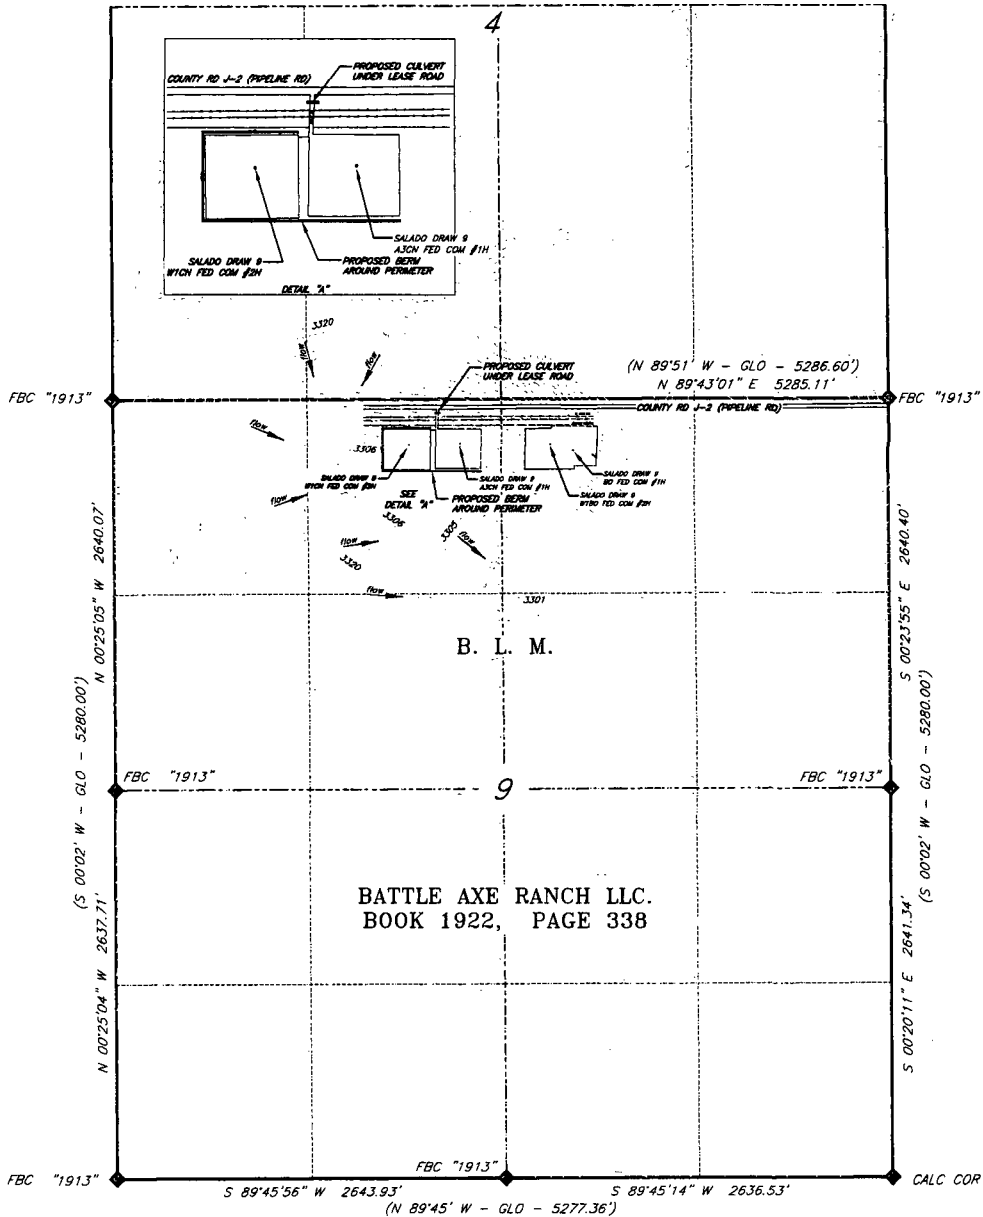 4
COUNTY RD J-2 (PIPELINE RD)
PROPOSED CULVERT
UNDER LEASE ROAD
SALADO DRAW 9
A3CN FED COM #1H
SALADO DRAW 9
W1CN FED COM #2H
PROPOSED BERM
AROUND PERIMETER
DETAIL "A"
3320
flow
flow
PROPOSED CULVERT
UNDER LEASE ROAD
(N 89°51' W - GLO - 5286.60')
N 89°43'01" E 5285.11'
FBC "1913"
FBC "1913"
COUNTY RD J-2 (PIPELINE RD)
flow
3306
SALADO DRAW 9
W1CN FED COM #2H
SALADO DRAW 9
A3CN FED COM #1H
SALADO DRAW 9
BO FED COM #1H
SALADO DRAW 9
W1BO FED COM #2H
SEE
DETAIL "A"
PROPOSED BERM
AROUND PERIMETER
flow
3306
3305
flow
flow
3320
flow
3301
N 00°25'05" W 2640.07'
S 00°23'55" E 2640.40'
B. L. M.
(S 00°02' W - GLO - 5280.00')
(S 00°02' W - GLO - 5280.00')
FBC "1913"
FBC "1913"
9
BATTLE AXE RANCH LLC.
BOOK 1922, PAGE 338
N 00°25'04" W 2637.71'
S 00°20'11" E 2641.34'
FBC "1913"
FBC "1913"
CALC COR
S 89°45'56" W 2643.93'
S 89°45'14" W 2636.53'
(N 89°45' W - GLO - 5277.36')